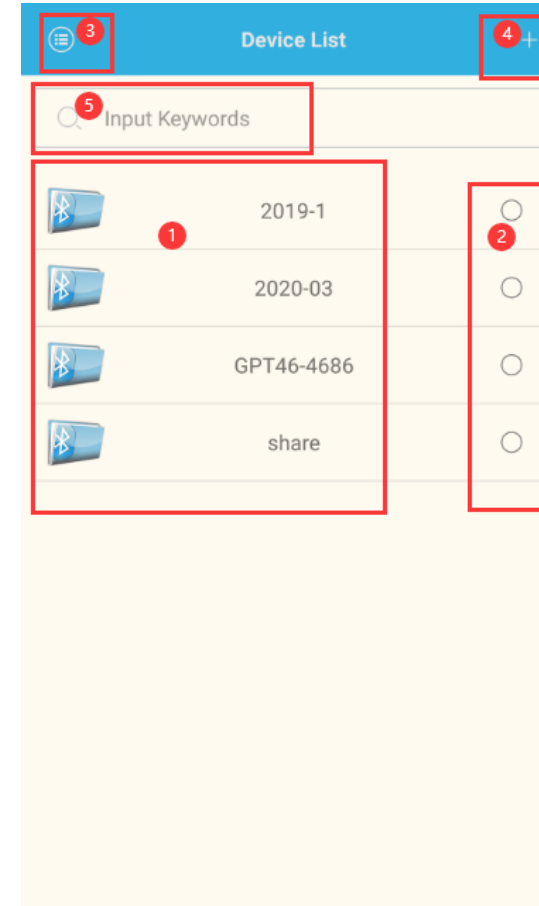 3
Device List
4
+
5
Input Keywords
2019-1
1
2
2020-03
GPT46-4686
share